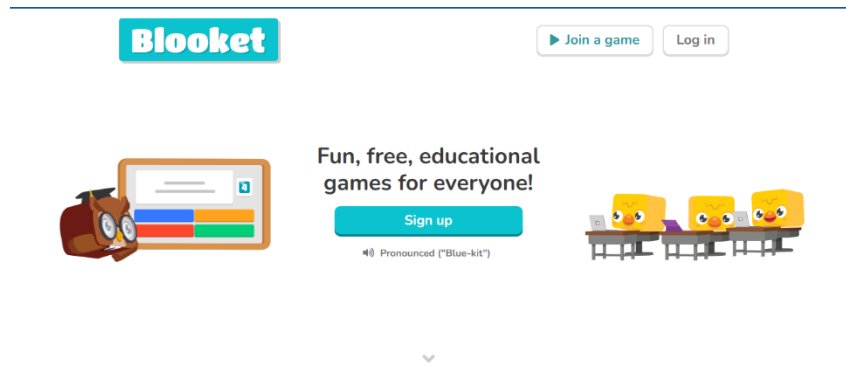 Blooket
Join a game
Log in
Fun, free, educational
games for everyone!
Sign up
Pronounced ("Blue-kit")